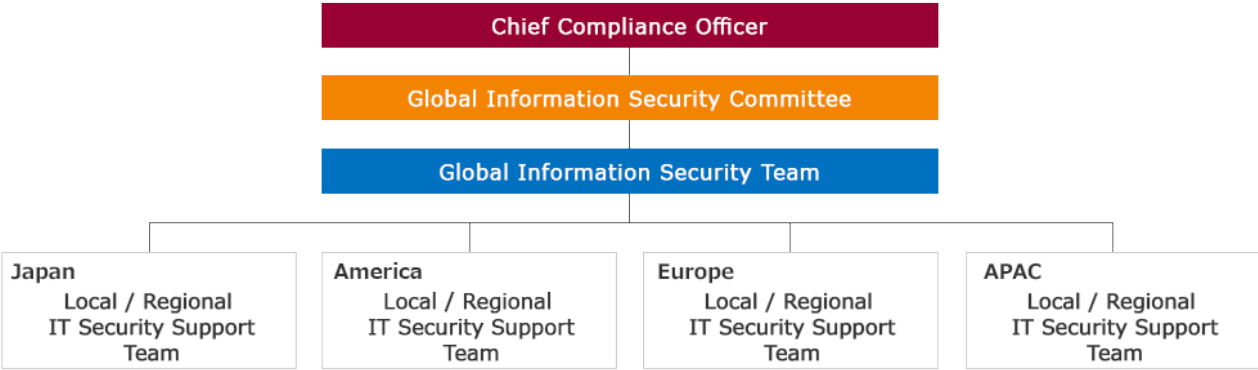 Chief Compliance Officer
Global Information Security Committee
Global Information Security Team
Japan
Local / Regional
IT Security Support
Team
America
Local / Regional
IT Security Support
Team
Europe
Local / Regional
IT Security Support
Team
APAC
Local / Regional
IT Security Support
Team